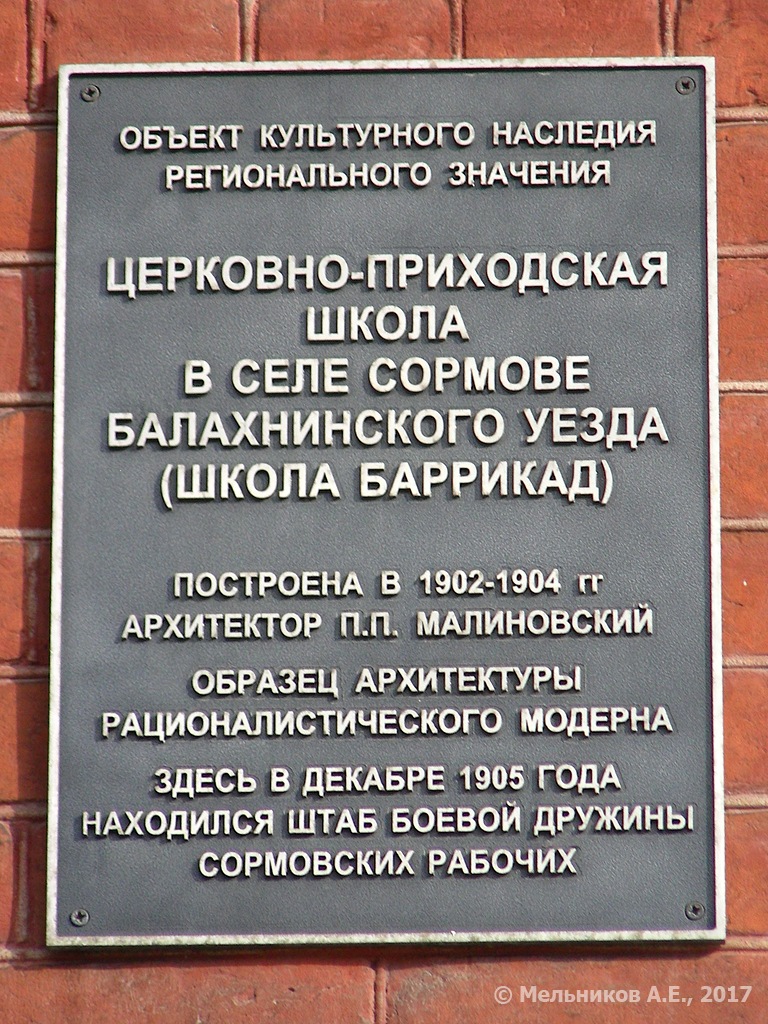 ОБЪЕКТ КУЛЬТУРНОГО НАСЛЕДИЯ
РЕГИОНАЛЬНОГО ЗНАЧЕНИЯ
ЦЕРКОВНО-ПРИХОДСКАЯ
ШКОЛА
В СЕЛЕ СОРМОВЕ
БАЛАХНИНСКОГО УЕЗДА
(ШКОЛА БАРРИКАД)
ПОСТРОЕНА В 1902-1904 гг
АРХИТЕКТОР П.П. МАЛИНОВСКИЙ
ОБРАЗЕЦ АРХИТЕКТУРЫ
РАЦИОНАЛИСТИЧЕСКОГО МОДЕРНА
ЗДЕСЬ В ДЕКАБРЕ 1905 ГОДА
НАХОДИЛСЯ ШТАБ БОЕВОЙ ДРУЖИНЫ
СОРМОВСКИХ РАБОЧИХ
© Мельников А.Е., 2017